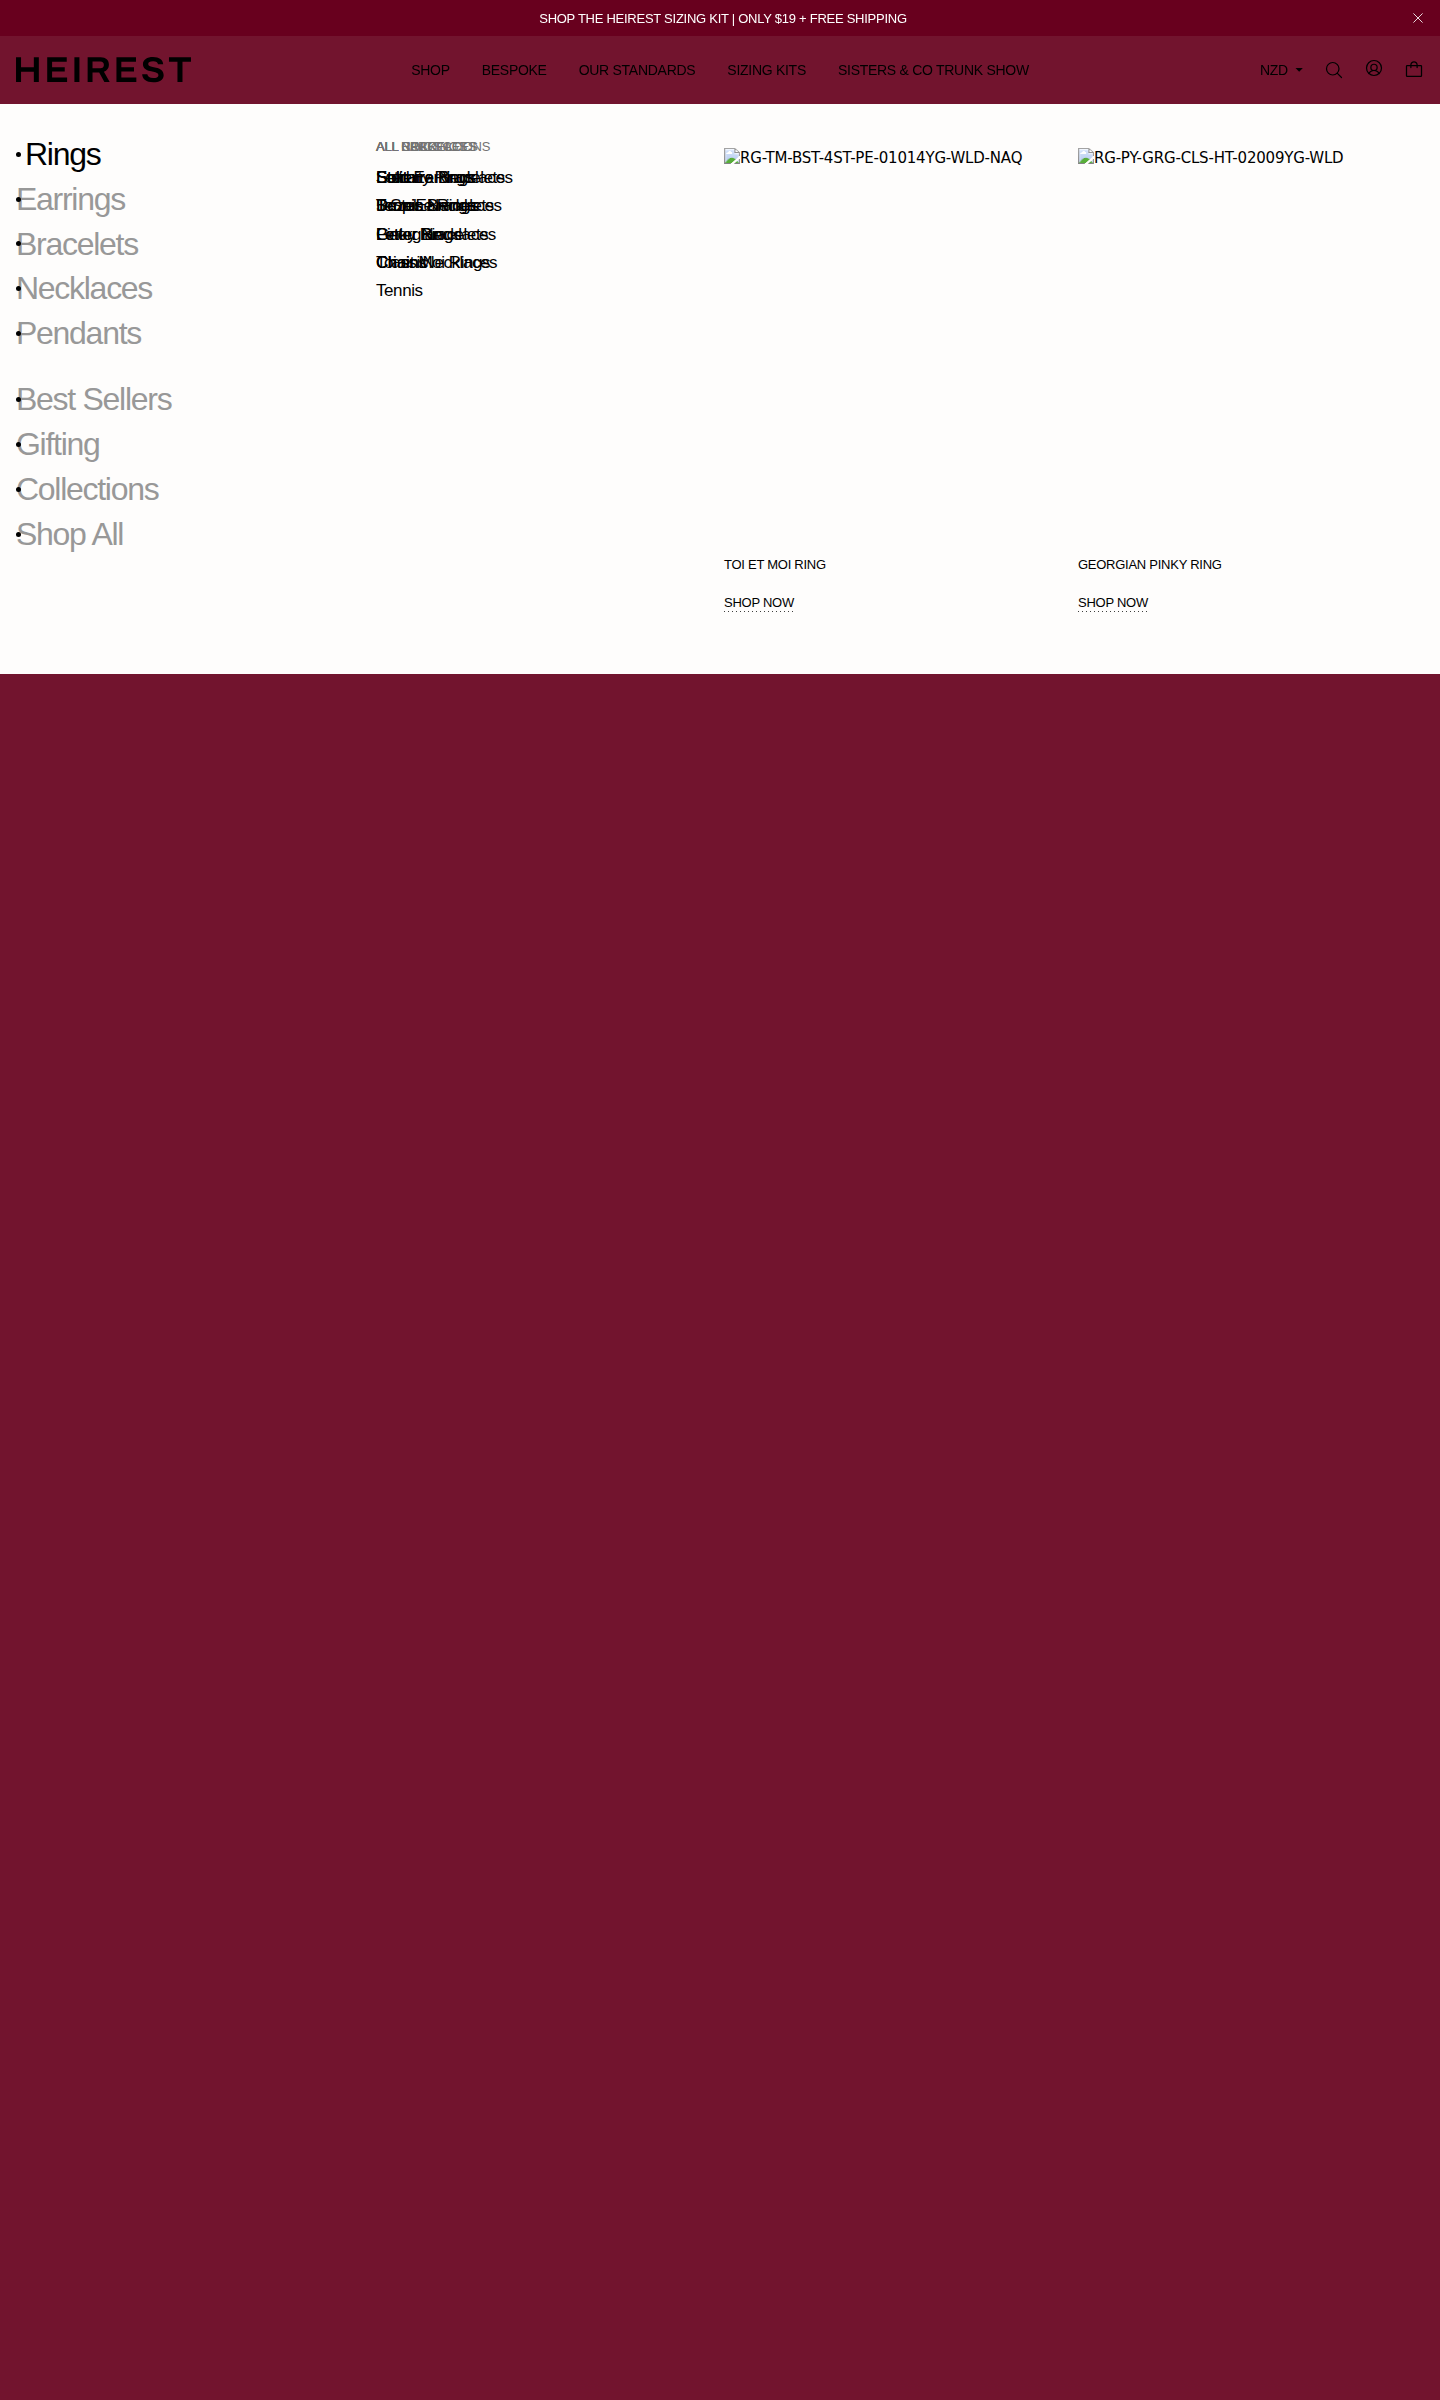 SHOP THE HEIREST SIZING KIT | ONLY $19 + FREE SHIPPING
HEIREST
SHOP
BESPOKE
OUR STANDARDS
SIZING KITS
SISTERS & CO TRUNK SHOW
NZD
Rings
Earrings
Bracelets
Necklaces
Pendants
Best Sellers
Gifting
Collections
Shop All
ALL
Tennis
RG-TM-BST-4ST-PE-01014YG-WLD-NAQ
TOI ET MOI RING
SHOP NOW
RG-PY-GRG-CLS-HT-02009YG-WLD
GEORGIAN PINKY RING
SHOP NOW